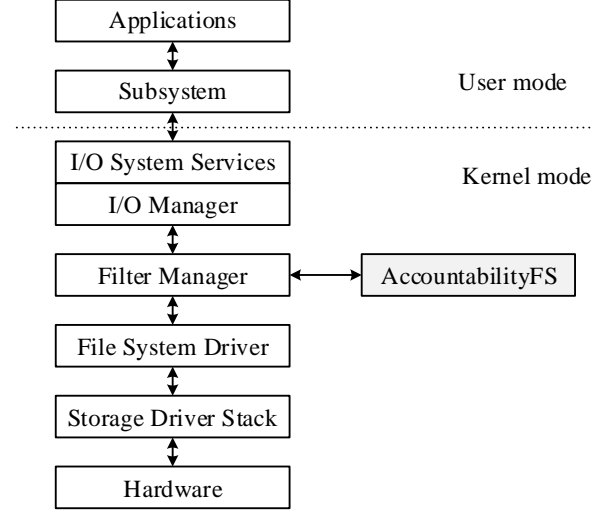 Applications
Subsystem
User mode
I/O System Services
Kernel mode
I/O Manager
Filter Manager
AccountabilityFS
File System Driver
Storage Driver Stack
Hardware